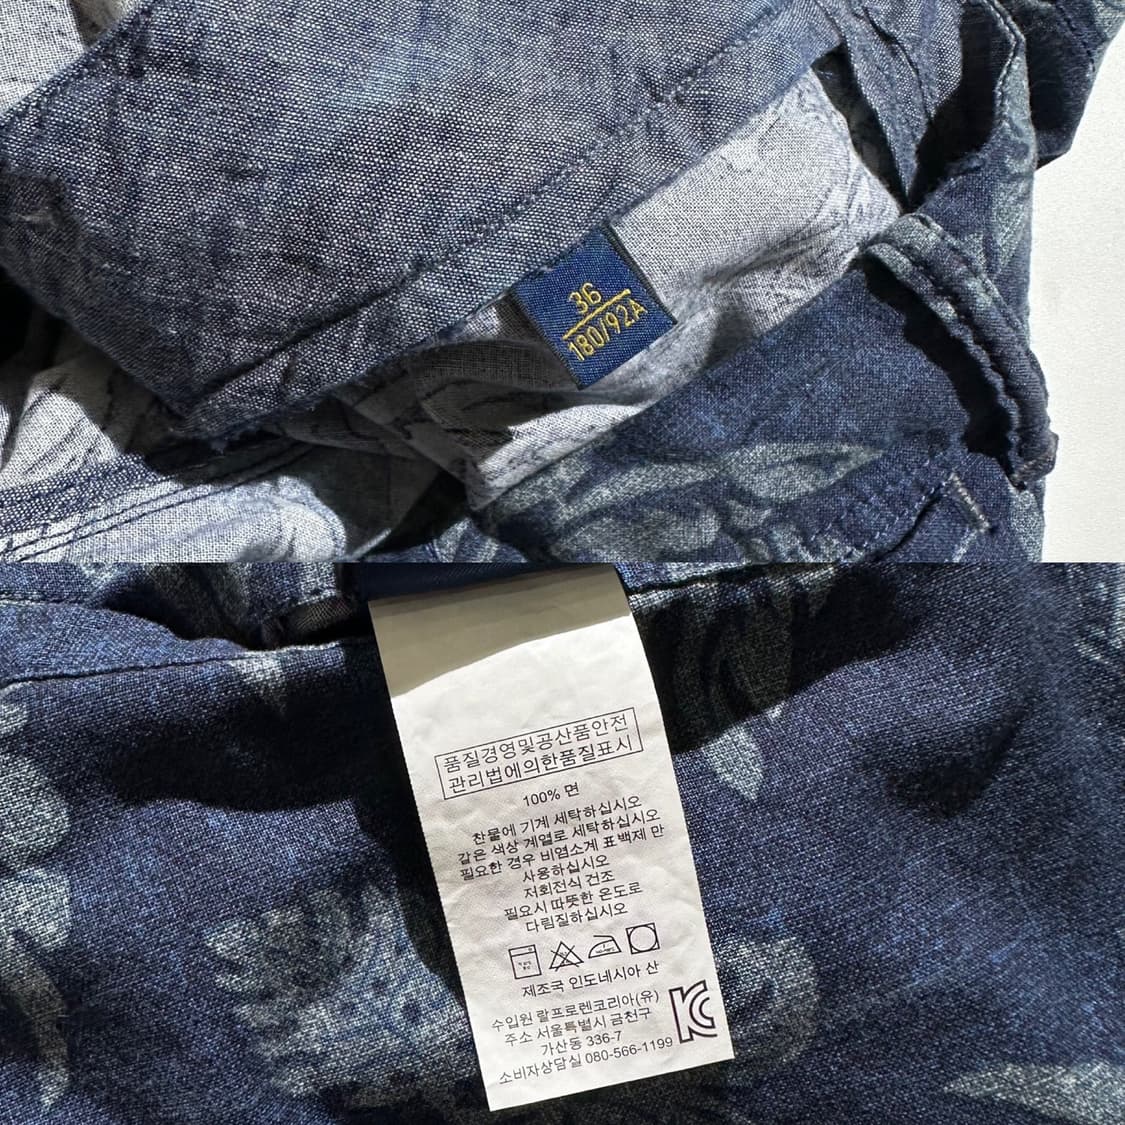 36
180/92A
품질경영및공산품안전
관리법에의한품질표시
100% 면
찬물에 기계 세탁하십시오
같은 색상 계열로 세탁하십시오
필요한 경우 비염소계 표백제 만
사용하십시오
저회전식 건조
필요시 따뜻한 온도로
다림질하십시오
제조국 인도네시아 산
수입원 랄프로렌코리아(유)
주소 서울특별시 금천구
가산동 336-7
소비자상담실 080-566-1199
KC